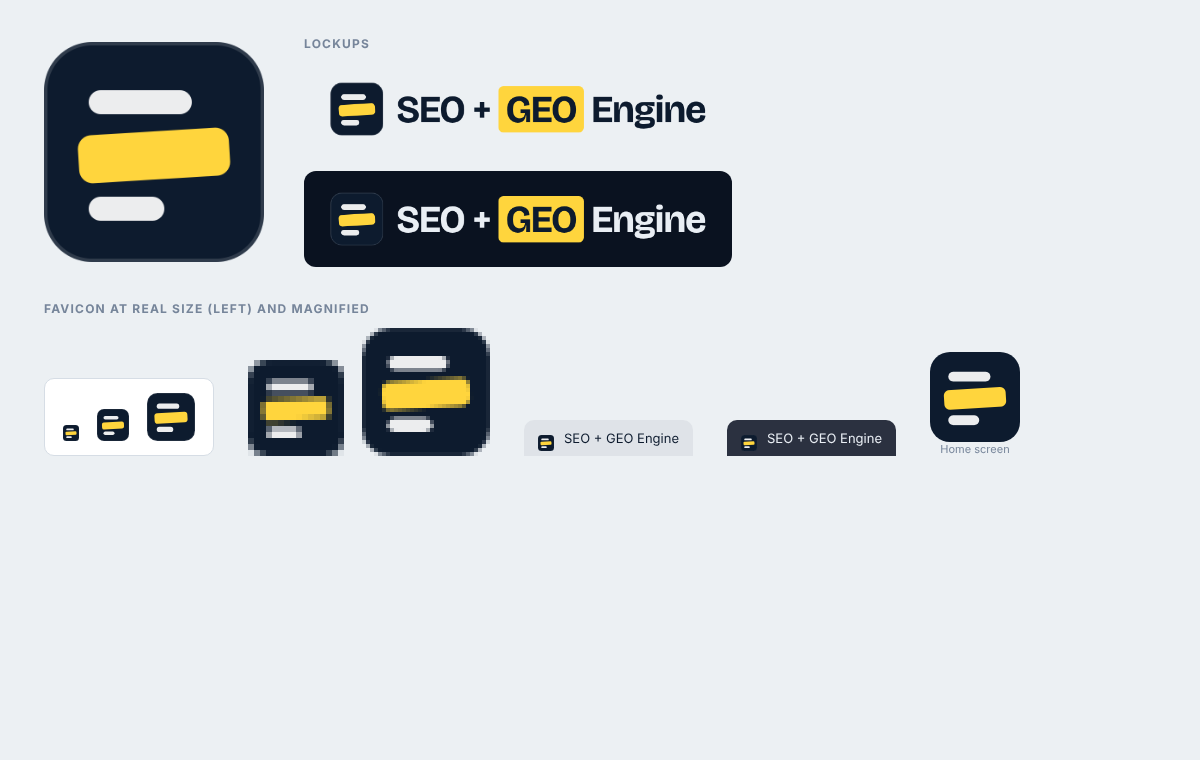 LOCKUPS
SEO + GEO Engine
SEO + GEO Engine
FAVICON AT REAL SIZE (LEFT) AND MAGNIFIED
SEO + GEO Engine
SEO + GEO Engine
Home screen